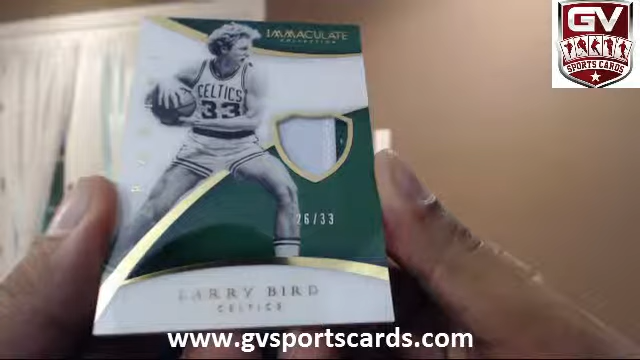 GV
SPORTS CARDS
IMMACULATE
COLLECTION
CELTICS
33
26/33
LARRY BIRD
CELTICS
www.gvsportscards.com